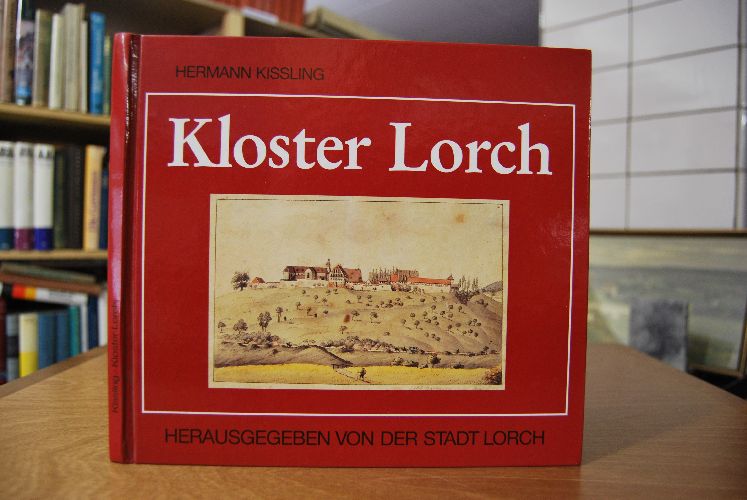 HERMANN KISSLING
Kloster Lorch
HERAUSGEGEBEN VON DER STADT LORCH
Kissling · Kloster Lorch